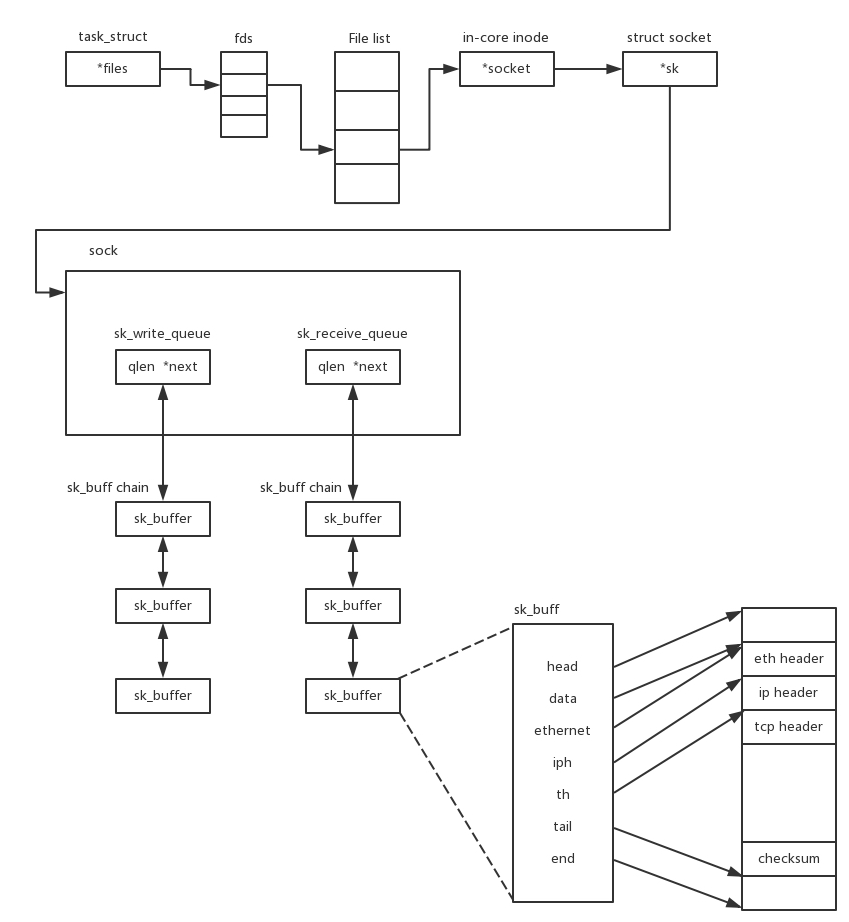 task_struct
fds
File list
in-core inode
struct socket
*files
*socket
*sk
sock
sk_write_queue
sk_receive_queue
qlen *next
qlen *next
sk_buff chain
sk_buff chain
sk_buffer
sk_buffer
sk_buffer
sk_buffer
sk_buffer
sk_buffer
sk_buff
head
data
ethernet
iph
th
tail
end
eth header
ip header
tcp header
checksum